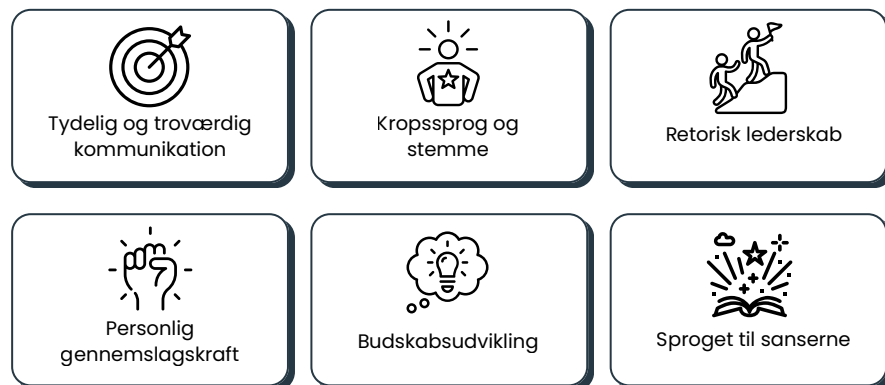 Tydelig og troværdig
kommunikation
Kropssprog og
stemme
Retorisk lederskab
Personlig
gennemslagskraft
Budskabsudvikling
Sproget til sanserne